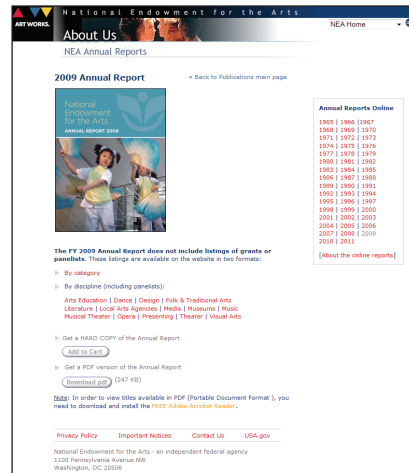 National Endowment for the Arts
ART WORKS.
About Us
NEA Home
NEA Annual Reports
2009 Annual Report
« Back to Publications main page
National
Endowment
for the Arts
ANNUAL REPORT 2009
Annual Reports Online
1965 | 1966 |1967
1968 | 1969 | 1970
1971 | 1972 | 1973
1974 | 1975 | 1976
1977 | 1978 | 1979
1980 | 1981 | 1982
1983 | 1984 | 1985
1986 | 1987 | 1988
1989 | 1990 | 1991
1992 | 1993 | 1994
1995 | 1996 | 1997
1998 | 1999 | 2000
2001 | 2002 | 2003
2004 | 2005 | 2006
2007 | 2008 | 2009
2010 | 2011
[About the online reports]
The FY 2009 Annual Report does not include listings of grants or
panelists. These listings are available on the website in two formats:
By category
By discipline (including panelists):
Arts Education | Dance | Design | Folk & Traditional Arts
Literature | Local Arts Agencies | Media | Museums | Music
Musical Theater | Opera | Presenting | Theater | Visual Arts
Get a HARD COPY of the Annual Report
Add to Cart
Get a PDF version of the Annual Report
Download pdf (247 KB)
Note: In order to view titles available in PDF (Portable Document Format ), you
need to download and install the FREE Adobe Acrobat Reader.
Privacy Policy Important Notices Contact Us USA.gov
National Endowment for the Arts - an independent federal agency
1100 Pennsylvania Avenue NW
Washington, DC 20506